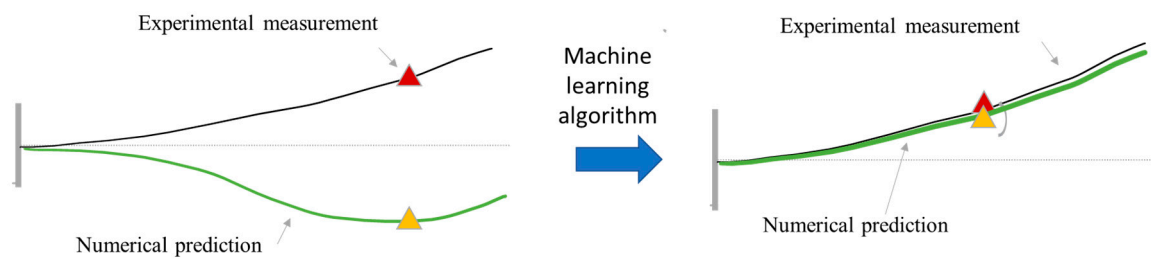 Experimental measurement
Numerical prediction
Machine
learning
algorithm
Experimental measurement
Numerical prediction